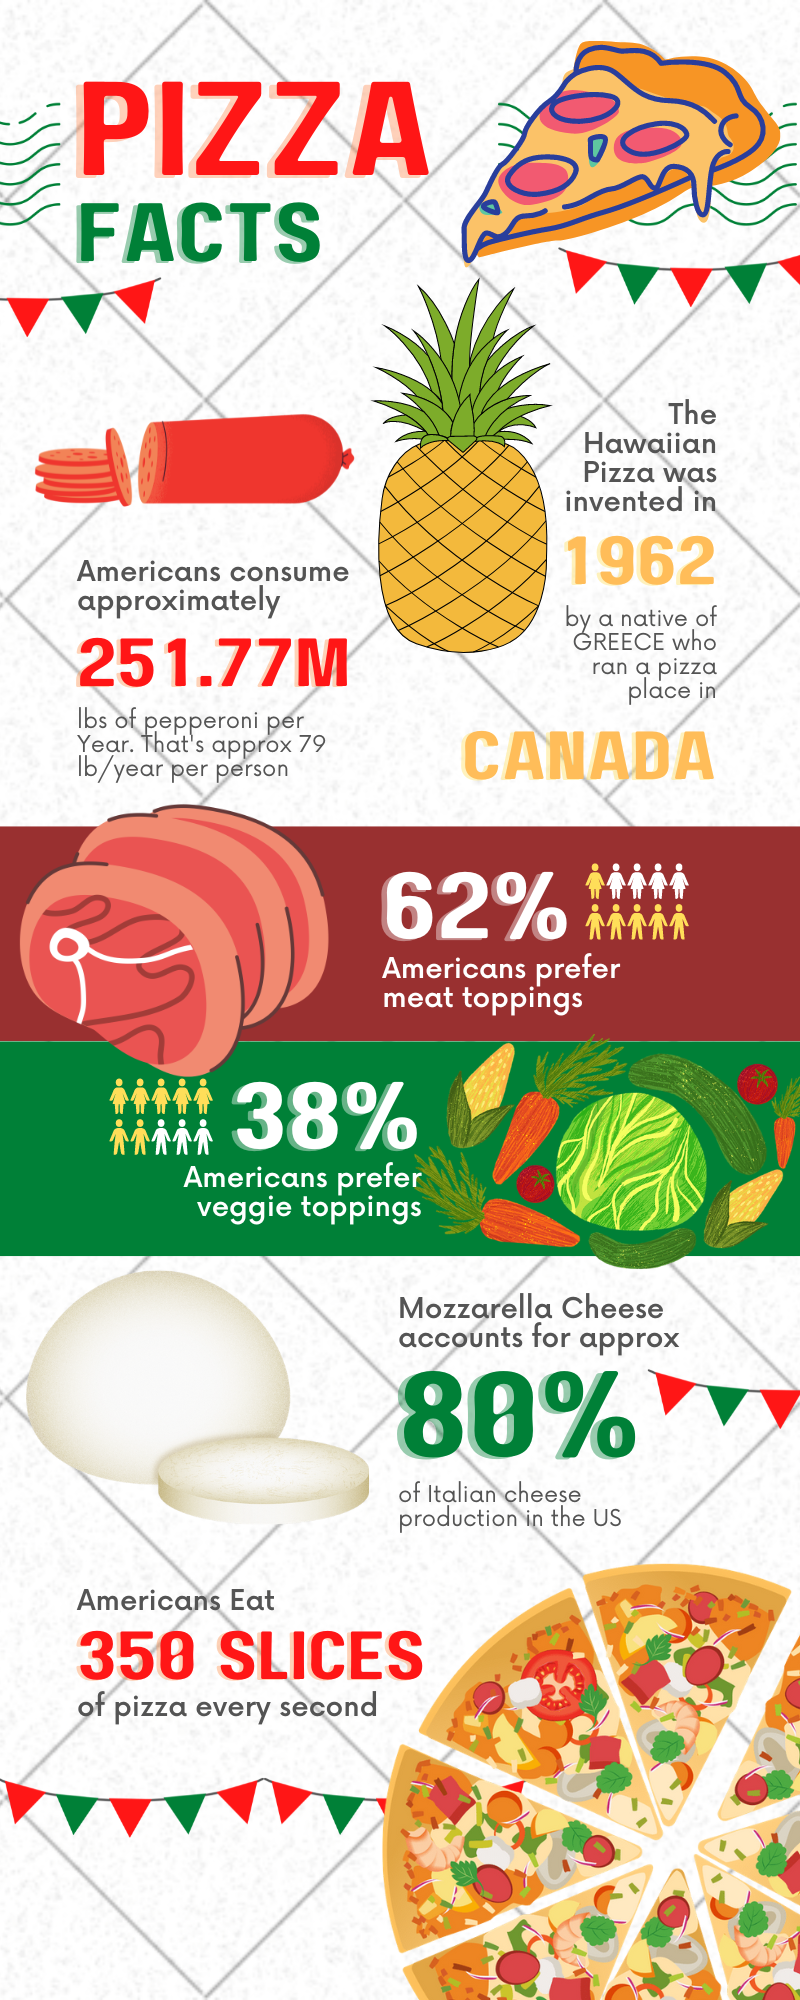 PIZZA
FACTS
Americans consume
approximately
251.77M
lbs of pepperoni per
Year. That's approx 79
lb/year per person
The
Hawaiian
Pizza was
invented in
1962
by a native of
GREECE who
ran a pizza
place in
CANADA
62%
Americans prefer
meat toppings
38%
Americans prefer
veggie toppings
Mozzarella Cheese
accounts for approx
80%
of Italian cheese
production in the US
Americans Eat
350 SLICES
of pizza every second